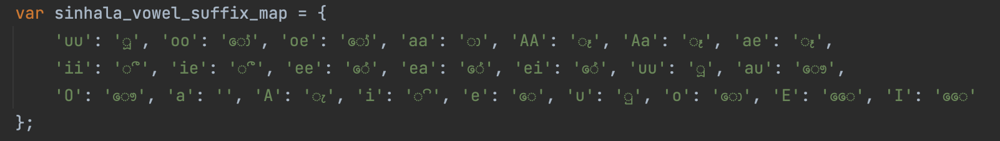 var sinhala_vowel_suffix_map = {
'uu': 'ූ', 'oo': 'ෝ', 'oe': 'ෝ', 'aa': 'ා', 'AA': 'ෑ', 'Aa': 'ෑ', 'ae': 'ෑ',
'ii': 'ී', 'ie': 'ී', 'ee': 'ේ', 'ea': 'ේ', 'ei': 'ේ', 'uu': 'ූ', 'au': 'ෞ',
'O': 'ෞ', 'a': '', 'A': 'ැ', 'i': 'ි', 'e': 'ෙ', 'u': 'ු', 'o': 'ො', 'E': 'ෛ', 'I': 'ෛ'
};